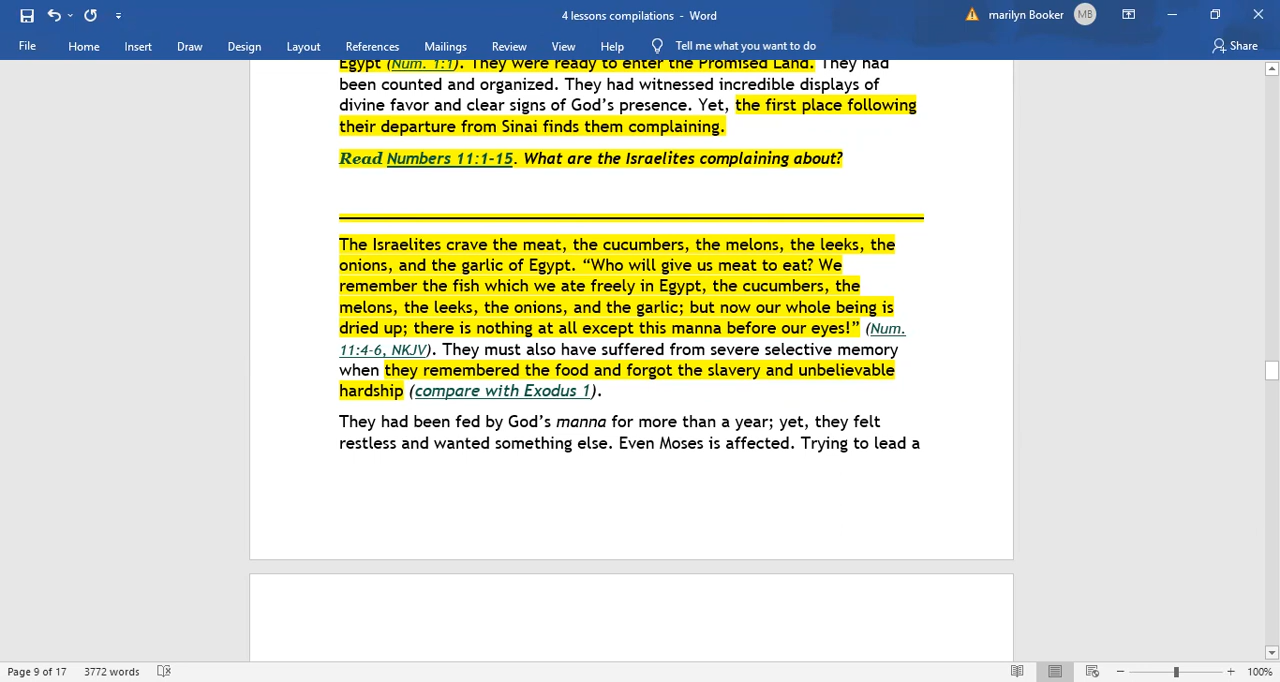 4 lessons compilations - Word
marilyn Booker MB
File Home Insert Draw Design Layout References Mailings Review View Help Tell me what you want to do Share
Egypt (Num. 1:1). They were ready to enter the Promised Land. They had
been counted and organized. They had witnessed incredible displays of
divine favor and clear signs of God’s presence. Yet, the first place following
their departure from Sinai finds them complaining.
Read Numbers 11:1-15. What are the Israelites complaining about?
The Israelites crave the meat, the cucumbers, the melons, the leeks, the
onions, and the garlic of Egypt. “Who will give us meat to eat? We
remember the fish which we ate freely in Egypt, the cucumbers, the
melons, the leeks, the onions, and the garlic; but now our whole being is
dried up; there is nothing at all except this manna before our eyes!” (Num.
11:4-6, NKJV). They must also have suffered from severe selective memory
when they remembered the food and forgot the slavery and unbelievable
hardship (compare with Exodus 1).
They had been fed by God’s manna for more than a year; yet, they felt
restless and wanted something else. Even Moses is affected. Trying to lead a
Page 9 of 17 3772 words 100%